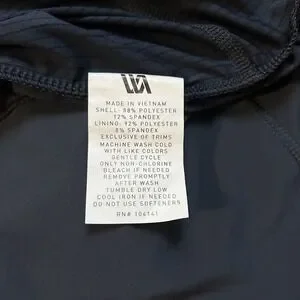 MADE IN VIETNAM
SHELL: 88% POLYESTER
12% SPANDEX
LINING: 92% POLYESTER
8% SPANDEX
EXCLUSIVE OF TRIMS
MACHINE WASH COLD
WITH LIKE COLORS
GENTLE CYCLE
ONLY NON-CHLORINE
BLEACH IF NEEDED
REMOVE PROMPTLY
AFTER WASH
TUMBLE DRY LOW
COOL IRON IF NEEDED
DO NOT USE SOFTENERS
RN# 104141